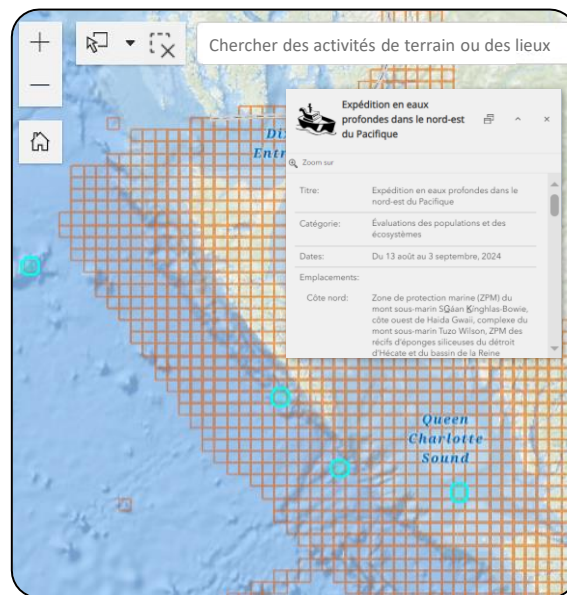 Chercher des activités de terrain ou des lieux
Expédition en eaux
profondes dans le nord-est
du Pacifique
Zoom sur
Titre: Expédition en eaux profondes dans le
nord-est du Pacifique
Catégorie: Évaluations des populations et des
écosystèmes
Dates: Du 13 août au 3 septembre, 2024
Emplacements:
Côte nord: Zone de protection marine (ZPM) du
mont sous-marin SG̲áan K̲inghlas-Bowie,
côte ouest de Haida Gwaii, complexe du
mont sous-marin Tuzo Wilson, ZPM des
récifs d'éponges siliceuses du détroit
d'Hécate et du bassin de la Reine
Queen
Charlotte
Sound